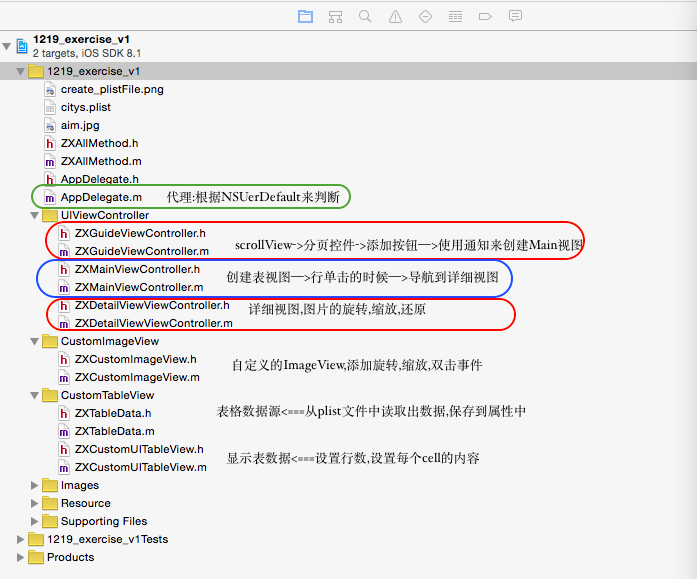 1219_exercise_v1
2 targets, iOS SDK 8.1
1219_exercise_v1
create_plistFile.png
citys.plist
aim.jpg
h ZXAllMethod.h
m ZXAllMethod.m
h AppDelegate.h
m AppDelegate.m 代理:根据NSUerDefault来判断
UIViewController
h ZXGuideViewController.h
m ZXGuideViewController.m scrollView->分页控件->添加按钮—>使用通知来创建Main视图
h ZXMainViewController.h
m ZXMainViewController.m 创建表视图—>行单击的时候—>导航到详细视图
h ZXDetailViewViewController.h 详细视图,图片的旋转,缩放,还原
m ZXDetailViewViewController.m
CustomImageView
h ZXCustomImageView.h 自定义的ImageView,添加旋转,缩放,双击事件
m ZXCustomImageView.m
CustomTableView
h ZXTableData.h 表格数据源<===从plist文件中读取出数据,保存到属性中
m ZXTableData.m
h ZXCustomUITableView.h 显示表数据<===设置行数,设置每个cell的内容
m ZXCustomUITableView.m
Images
Resource
Supporting Files
1219_exercise_v1Tests
Products